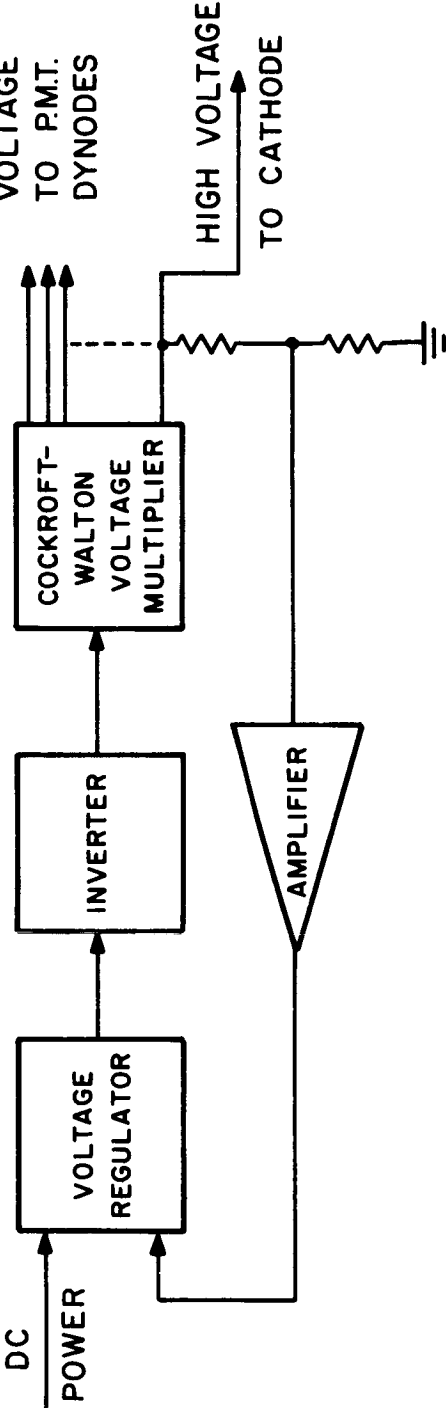 DC
POWER
VOLTAGE
REGULATOR
INVERTER
COCKROFT-
WALTON
VOLTAGE
MULTIPLIER
VOLTAGE
TO P.M.T.
DYNODES
HIGH VOLTAGE
TO CATHODE
AMPLIFIER